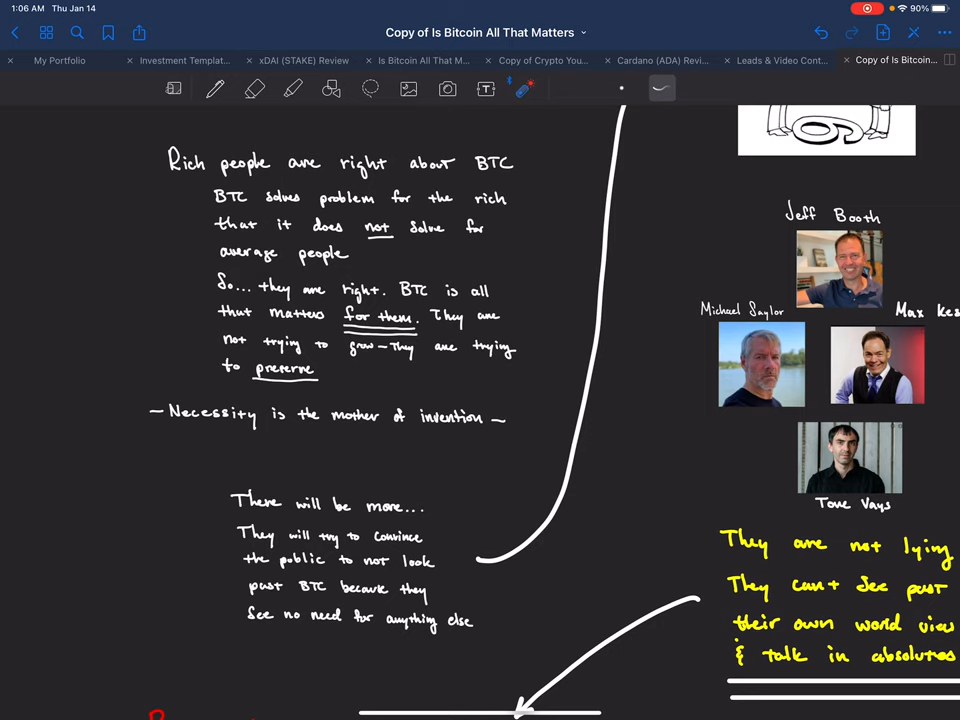 1:06 AM Thu Jan 14
90%
Copy of Is Bitcoin All That Matters
My Portfolio
Investment Templat...
xDAI (STAKE) Review
Is Bitcoin All That M...
Copy of Crypto You...
Cardano (ADA) Revi...
Leads & Video Cont...
Copy of Is Bitcoin...
Rich people are right about BTC
BTC solves problem for the rich
that it does not solve for
average people
So... they are right. BTC is all
that matters for them. They are
not trying to grow - They are trying
to preserve
- Necessity is the mother of invention -
There will be more...
They will try to convince
the public to not look
past BTC because they
see no need for anything else
Jeff Booth
Michael Saylor
Max Kes
Tone Vays
They are not lying
They can't see past
their own world view
& talk in absolutes